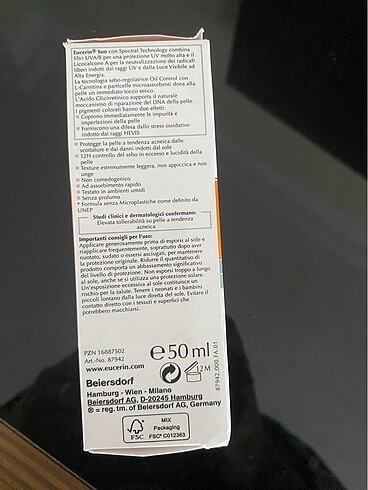 Eucerin® Sun con Spectral Technology combina
filtri UVA/B per una protezione UV molto alta e il
Licocalcone A per la neutralizzazione dei radicali
liberi indotti dai raggi UV e dalla Luce Visibile ad
Alta Energia.
La tecnologia sebo-regolatrice Oil Control con
L-Carnitina e particelle microassorbenti dona alla
pelle un immediato tocco secco.
L'Acido Glicirretinico supporta il naturale
meccanismo di riparazione del DNA della pelle.
I pigmenti colorati hanno due effetti:
Coprono immediatamente le impurità e
imperfezioni della pelle
Forniscono una difesa dallo stress ossidativo
indotto dai raggi HEVIS
Protegge la pelle a tendenza acneica dalle
scottature e dai danni indotti dal sole
12H controllo del sebo in eccesso e lucidità della
pelle
Texture estremamente leggera, non appiccica e non
unge
Non comedogenico
Ad assorbimento rapido
Testato in ambienti umidi
Senza profumo
* Formula senza Microplastiche come definito da
UNEP
Studi clinici e dermatologici confermano:
Elevata tollerabilità su pelle a tendenza
acneica
Importanti consigli per l'uso:
Applicare generosamente prima di esporsi al sole e
riapplicare frequentemente, soprattutto dopo aver
nuotato, sudato o essersi asciugati, per mantenere
la protezione originale. Ridurre il quantitativo di
prodotto comporta un abbassamento significativo
del livello di protezione. Non esporsi troppo a lungo
al sole, anche se si utilizza una protezione solare.
Un'esposizione eccessiva al sole costituisce un
rischio per la salute. Tenere i neonati e i bambini
piccoli lontano dalla luce diretta del sole. Evitare il
contatto diretto con i tessuti e superfici che
potrebbero macchiarsi.
PZN 16887502
Art.-No. 87942
www.eucerin.com
℮ 50 ml
12M
87942.000.FA.01
Beiersdorf
Hamburg - Wien - Milano
Beiersdorf AG, D-20245 Hamburg
® = reg. tm. of Beiersdorf AG, Germany
FSC
MIX
Packaging
FSC® C012363